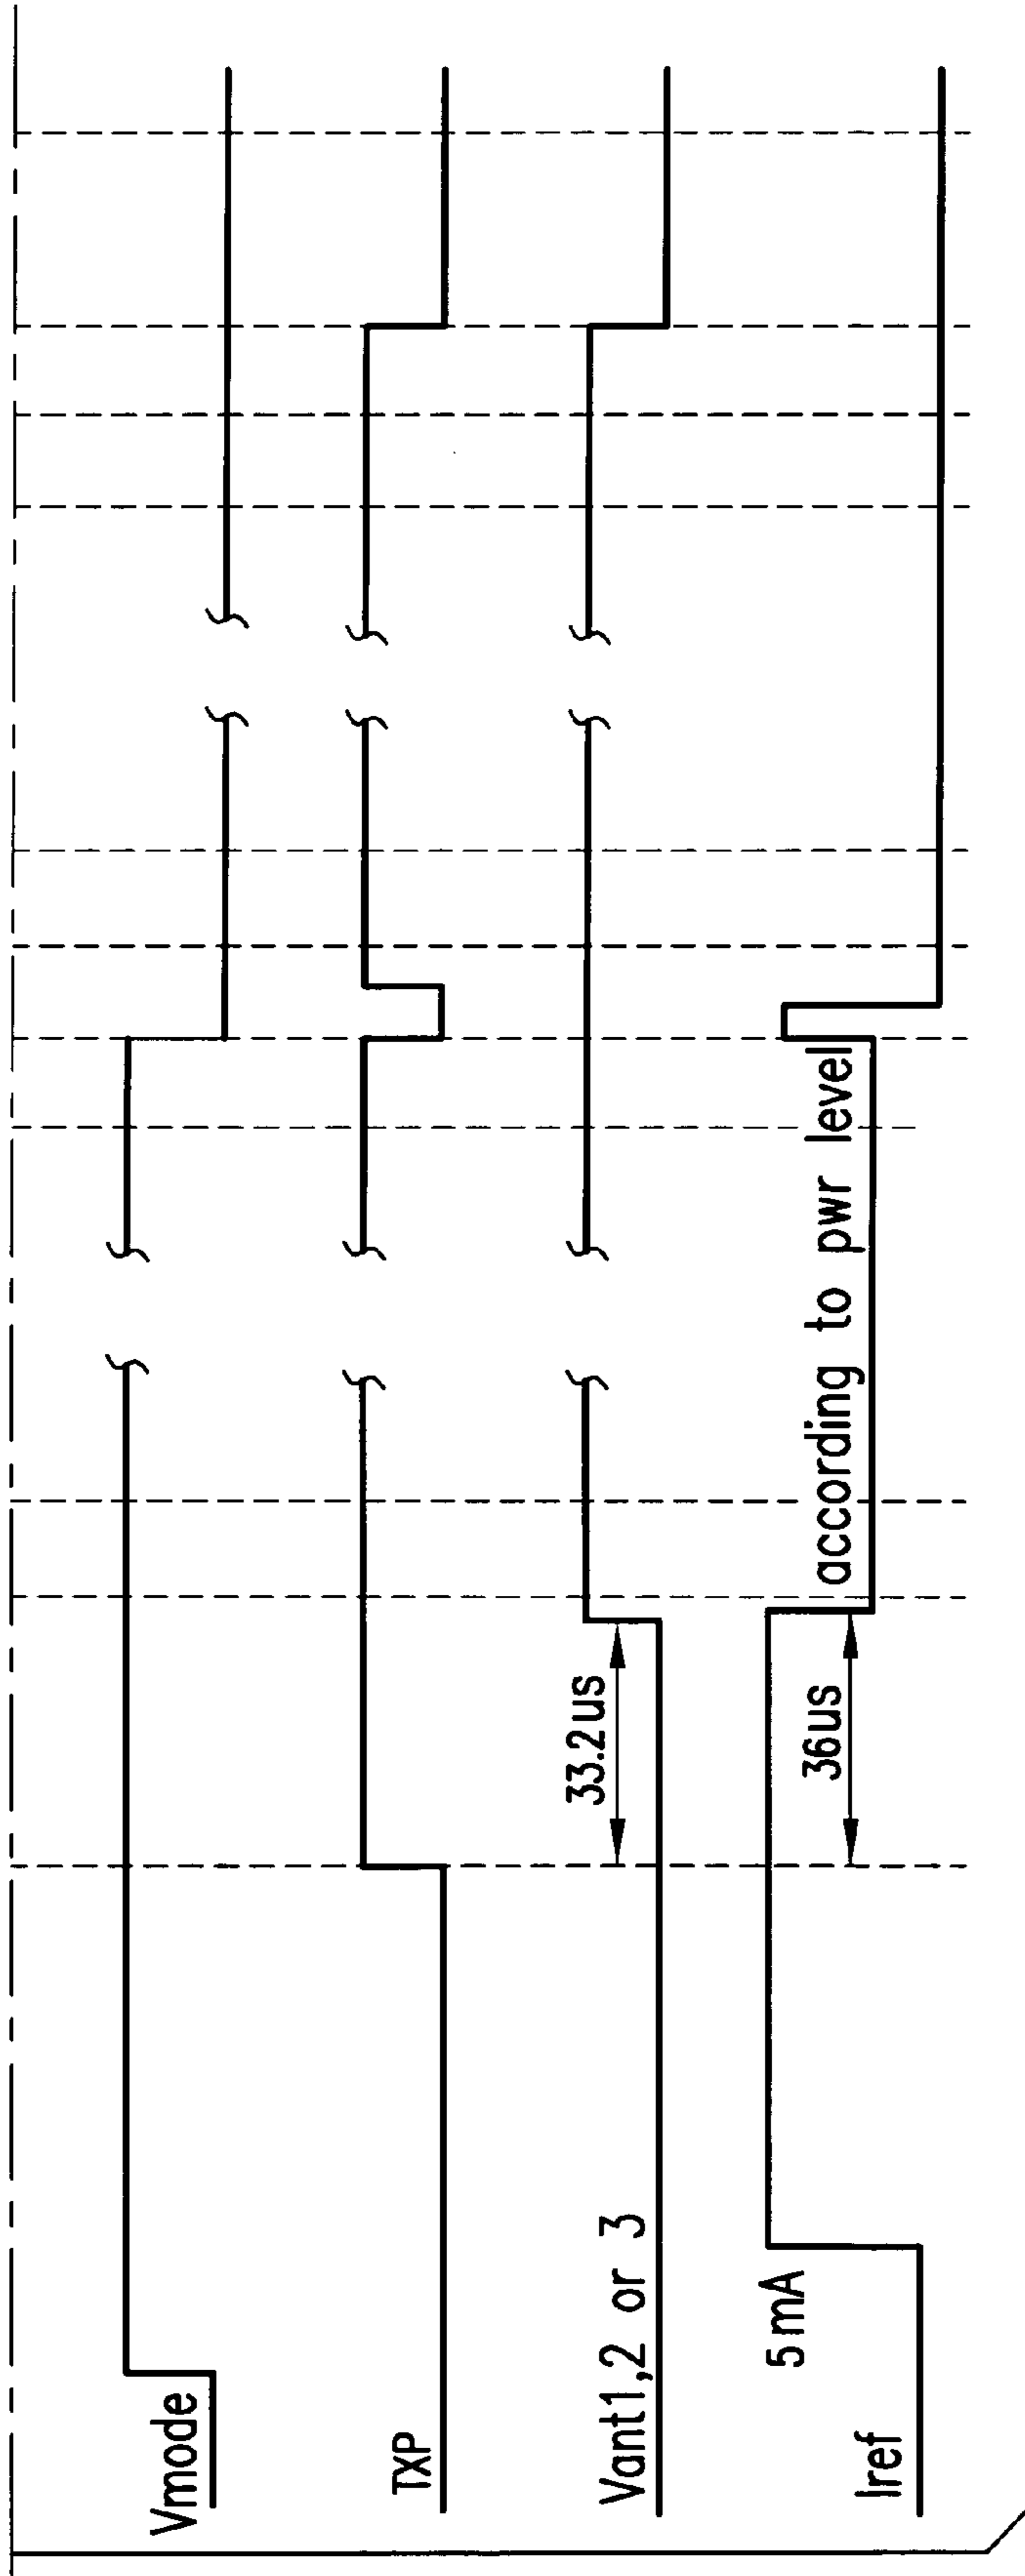 Vmode
TXP
Vant1,2 or 3
33.2us
Iref
5mA
36us
according to pwr level